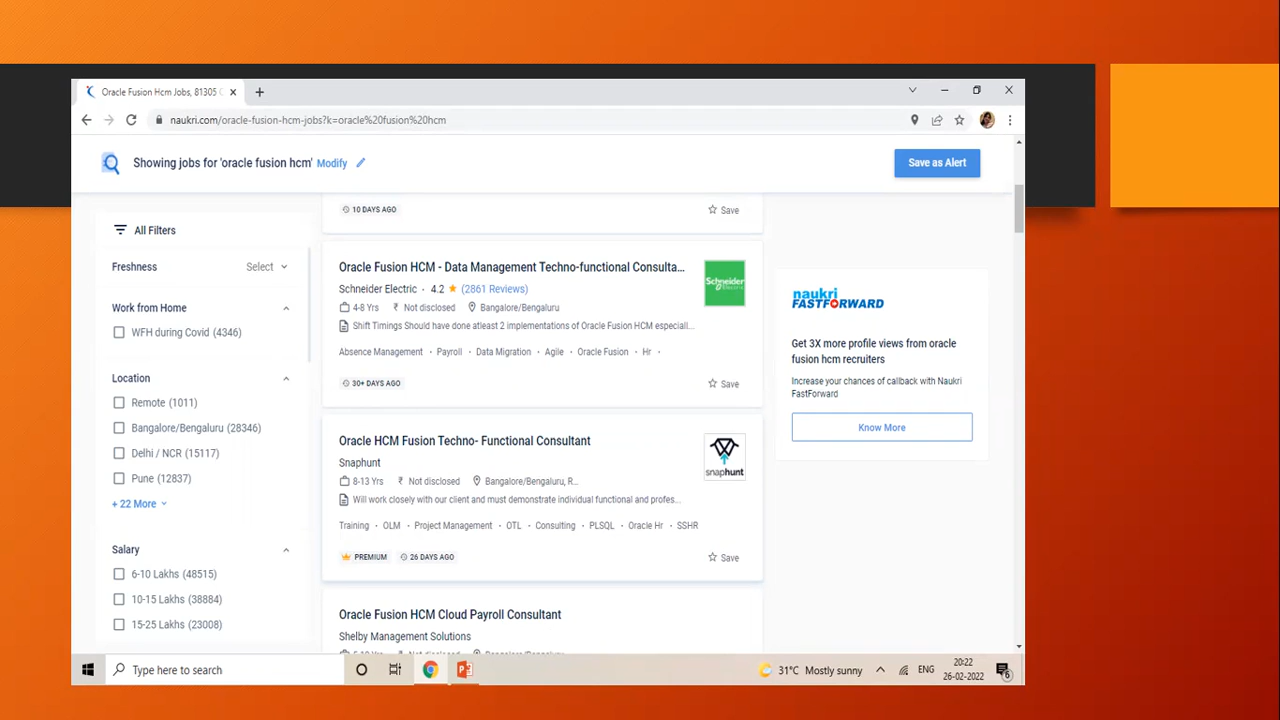 Oracle Fusion Hcm Jobs, 81305
naukri.com/oracle-fusion-hcm-jobs?k=oracle%20fusion%20hcm
Showing jobs for 'oracle fusion hcm' Modify
Save as Alert
All Filters
Freshness Select
Work from Home
WFH during Covid (4346)
Location
Remote (1011)
Bangalore/Bengaluru (28346)
Delhi / NCR (15117)
Pune (12837)
+ 22 More
Salary
6-10 Lakhs (48515)
10-15 Lakhs (38884)
15-25 Lakhs (23008)
10 DAYS AGO Save
Oracle Fusion HCM - Data Management Techno-functional Consulta...
Schneider Electric · 4.2 (2861 Reviews)
Schneider
4-8 Yrs ₹ Not disclosed Bangalore/Bengaluru
Shift Timings Should have done atleast 2 implementations of Oracle Fusion HCM especial...
Absence Management · Payroll · Data Migration · Agile · Oracle Fusion · Hr ·
30+ DAYS AGO Save
Oracle HCM Fusion Techno- Functional Consultant
Snaphunt
snaphunt
8-13 Yrs ₹ Not disclosed Bangalore/Bengaluru, R...
Will work closely with our client and must demonstrate individual functional and profes...
Training · OLM · Project Management · OTL · Consulting · PLSQL · Oracle Hr · SSHR
PREMIUM 26 DAYS AGO Save
Oracle Fusion HCM Cloud Payroll Consultant
Shelby Management Solutions
naukri
FASTFORWARD
Get 3X more profile views from oracle
fusion hcm recruiters
Increase your chances of callback with Naukri
FastForward
Know More
Type here to search
31°C Mostly sunny
ENG
20:22
26-02-2022
6